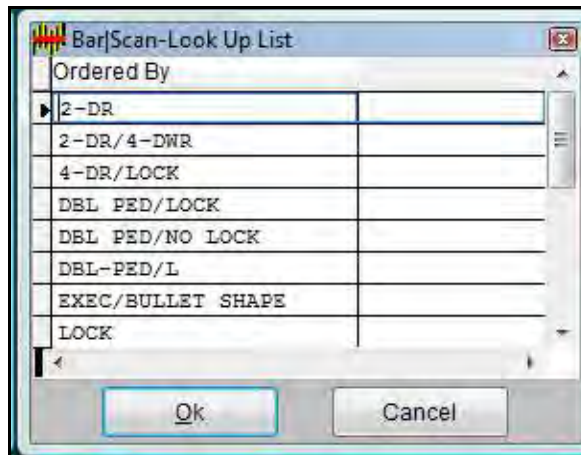 Bar|Scan-Look Up List
Ordered By
2-DR
2-DR/4-DWR
4-DR/LOCK
DBL PED/LOCK
DBL PED/NO LOCK
DBL-PED/L
EXEC/BULLET SHAPE
LOCK
Ok Cancel